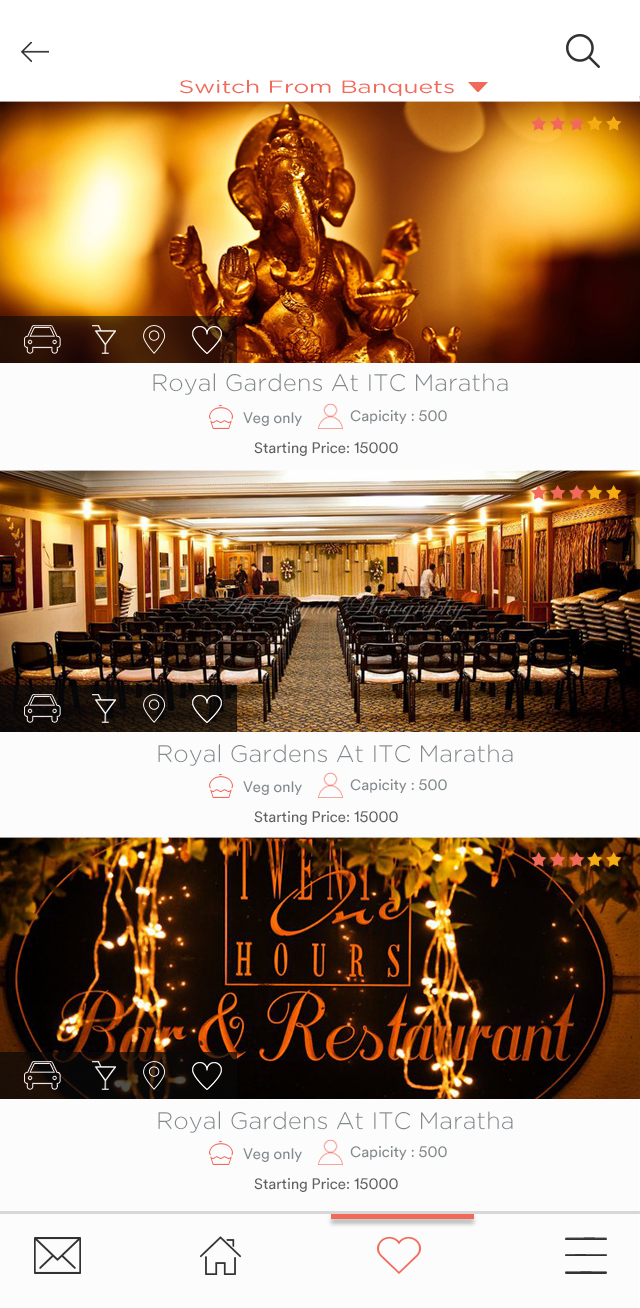 Switch From Banquets
Royal Gardens At ITC Maratha
Veg only Capicity : 500
Starting Price: 15000
Photography
Royal Gardens At ITC Maratha
Veg only Capicity : 500
Starting Price: 15000
TWENTY
One
HOURS
Bar & Restaurant
Royal Gardens At ITC Maratha
Veg only Capicity : 500
Starting Price: 15000